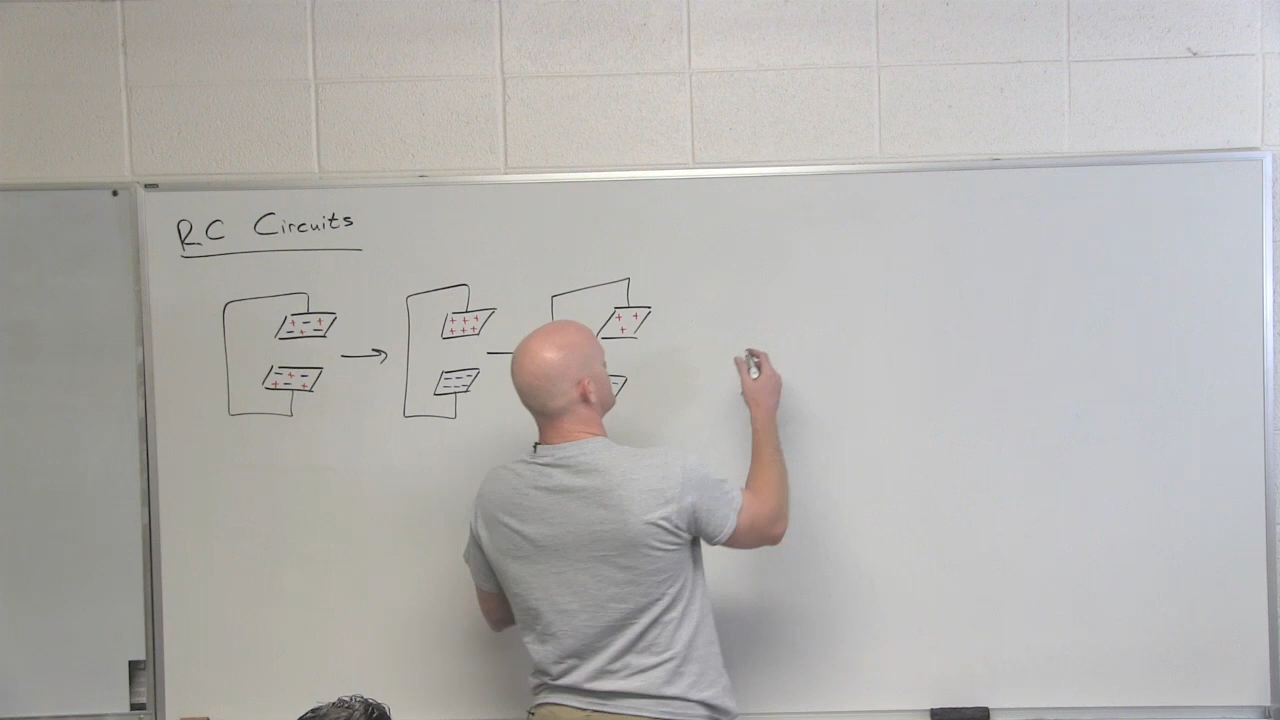 RC Circuits
+ - + - + -
- + - + - +
+ + + + + +
- - - - - -
+ + +